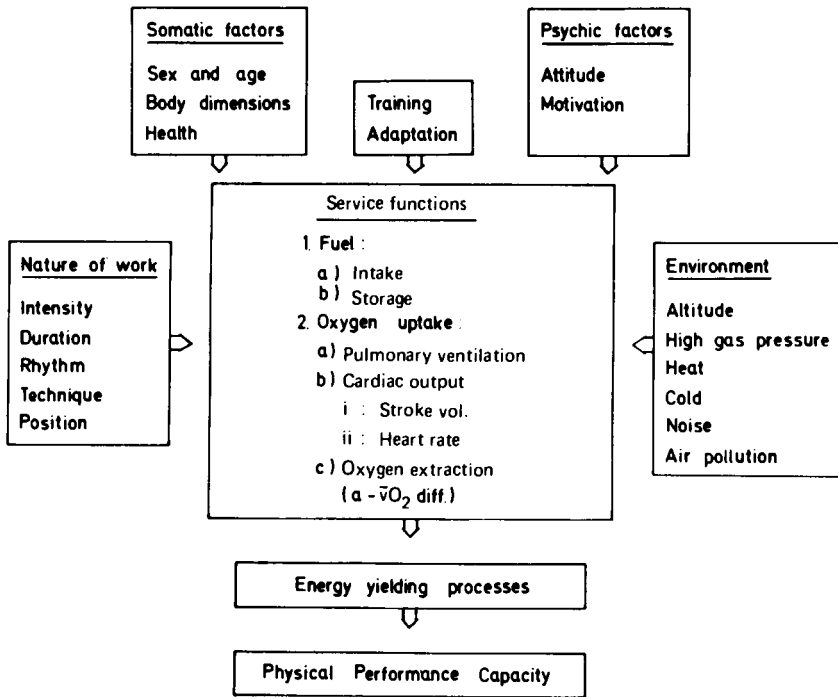 Somatic factors
Sex and age
Body dimensions
Health
Training
Adaptation
Psychic factors
Attitude
Motivation
Nature of work
Intensity
Duration
Rhythm
Technique
Position
Service functions
1. Fuel :
a) Intake
b) Storage
2. Oxygen uptake :
a) Pulmonary ventilation
b) Cardiac output
i : Stroke vol.
ii : Heart rate
c) Oxygen extraction
(a - v̄O₂ diff.)
Environment
Altitude
High gas pressure
Heat
Cold
Noise
Air pollution
Energy yielding processes
Physical Performance Capacity